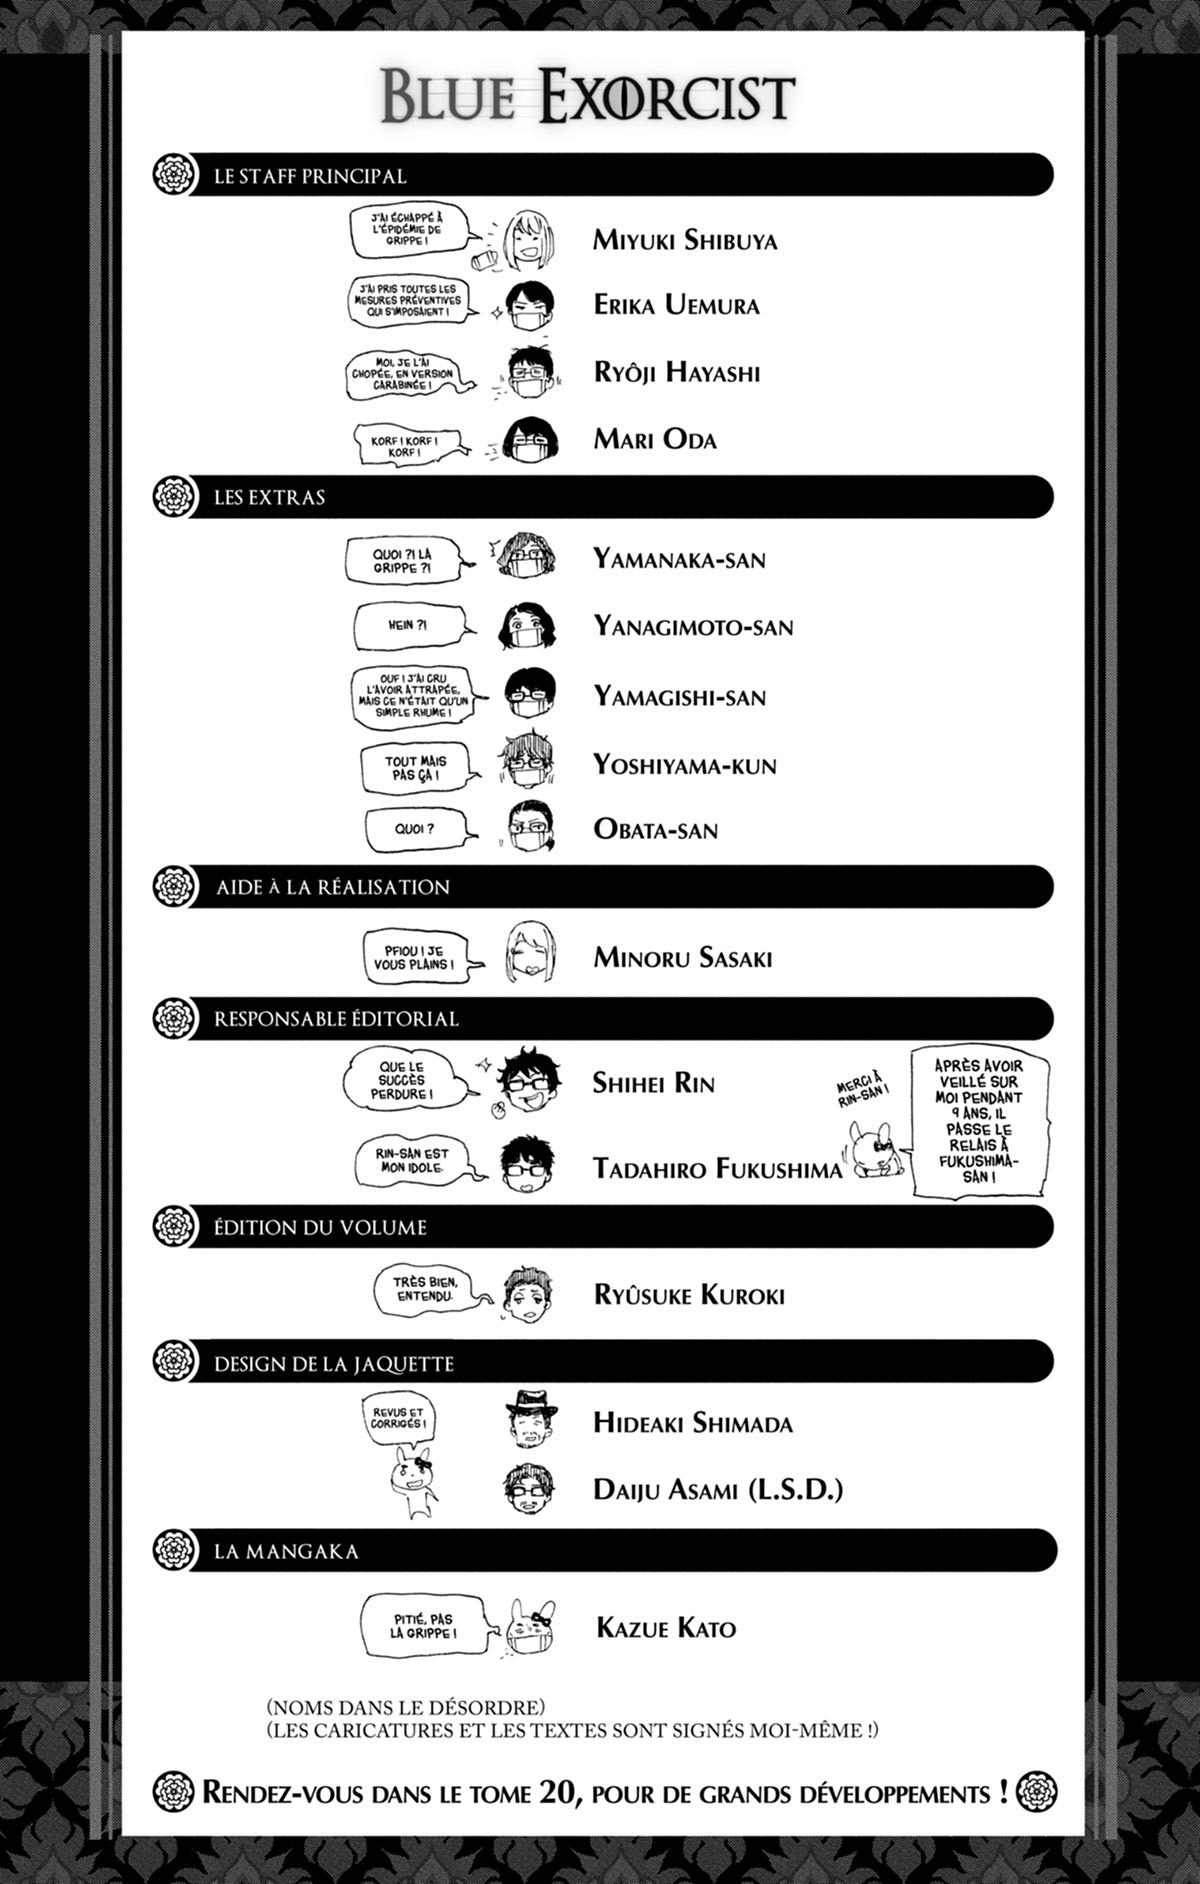 BLUE EXORCIST
LE STAFF PRINCIPAL
J'AI ÉCHAPPÉ À
L'ÉPIDÉMIE DE
GRIPPE !
MIYUKI SHIBUYA
J'AI PRIS TOUTES LES
MESURES PRÉVENTIVES
QUI S'IMPOSAIENT !
ERIKA UEMURA
MOI, JE L'AI
CHOPÉE, EN VERSION
CARABINÉE !
RYÔJI HAYASHI
KORF ! KORF !
KORF !
MARI ODA
LES EXTRAS
QUOI ?! LA
GRIPPE ?!
YAMANAKA-SAN
HEIN ?!
YANAGIMOTO-SAN
OUF ! J'AI CRU
L'AVOIR ATTRAPÉE,
MAIS CE N'ÉTAIT QU'UN
SIMPLE RHUME !
YAMAGISHI-SAN
TOUT MAIS
PAS ÇA !
YOSHIYAMA-KUN
QUOI ?
OBATA-SAN
AIDE À LA RÉALISATION
PFIOU ! JE
VOUS PLAINS !
MINORU SASAKI
RESPONSABLE ÉDITORIAL
QUE LE
SUCCÈS
PERDURE !
SHIHEI RIN
MERCI À
RIN-SAN !
APRÈS AVOIR
VEILLÉ SUR
MOI PENDANT
9 ANS, IL
PASSE LE
RELAIS À
FUKUSHIMA-
SAN !
RIN-SAN EST
MON IDOLE.
TADAHIRO FUKUSHIMA
ÉDITION DU VOLUME
TRÈS BIEN,
ENTENDU.
RYÛSUKE KUROKI
DESIGN DE LA JAQUETTE
REVUS ET
CORRIGÉS !
HIDEAKI SHIMADA
DAIJU ASAMI (L.S.D.)
LA MANGAKA
PITIÉ, PAS
LA GRIPPE !
KAZUE KATO
(NOMS DANS LE DÉSORDRE)
(LES CARICATURES ET LES TEXTES SONT SIGNÉS MOI-MÊME !)
RENDEZ-VOUS DANS LE TOME 20, POUR DE GRANDS DÉVELOPPEMENTS !